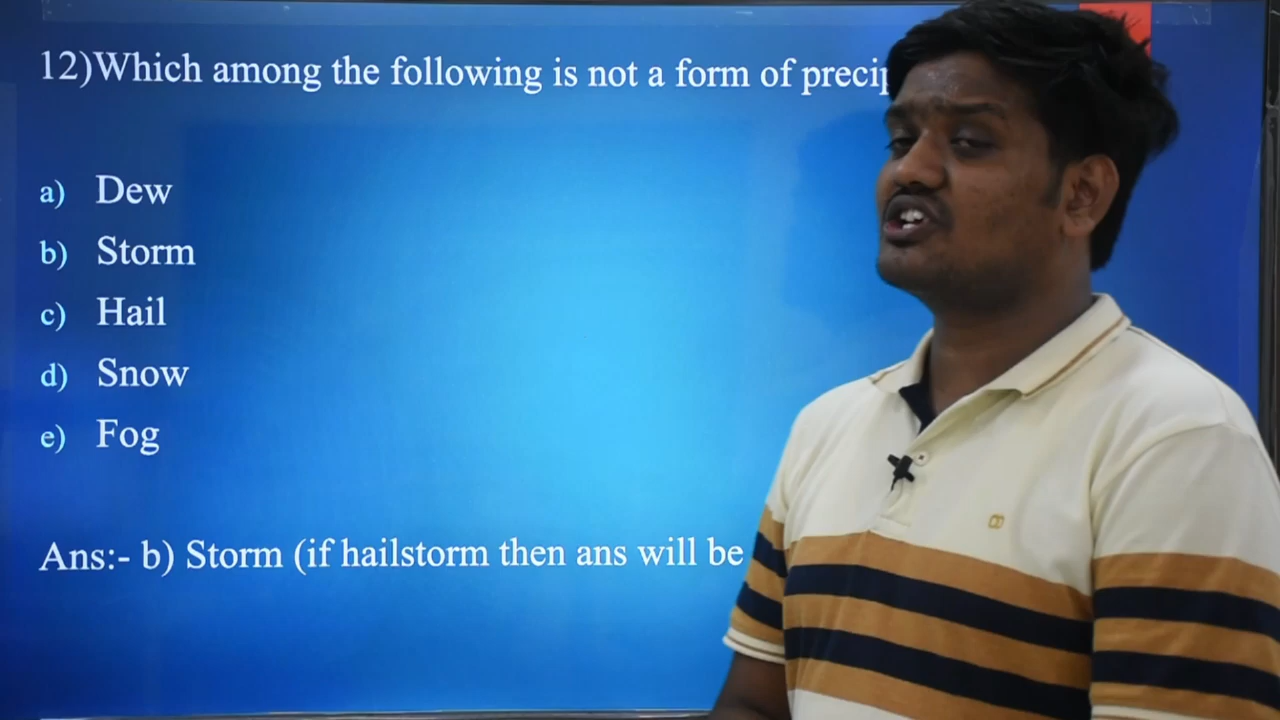 12)Which among the following is not a form of
a) Dew
b) Storm
c) Hail
d) Snow
e) Fog
Ans:- b) Storm (if hailstorm then ans will be